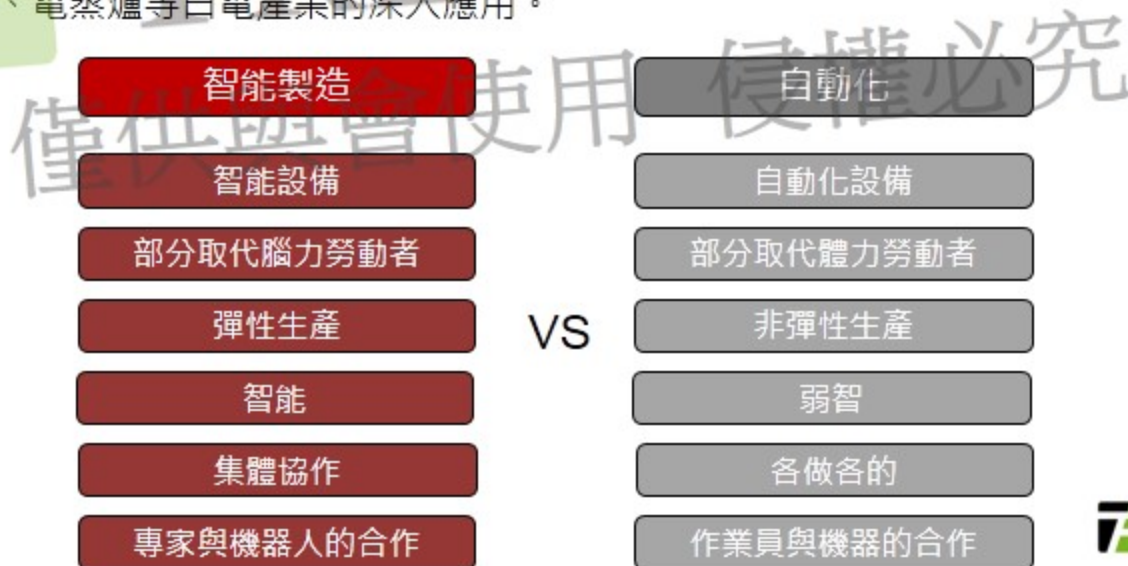 、電蒸爐等白電產業的深入應用。
智能製造
自動化
僅供與會使用 侵權必究
智能設備
自動化設備
部分取代腦力勞動者
部分取代體力勞動者
彈性生產
VS
非彈性生產
智能
弱智
集體協作
各做各的
專家與機器人的合作
作業員與機器的合作